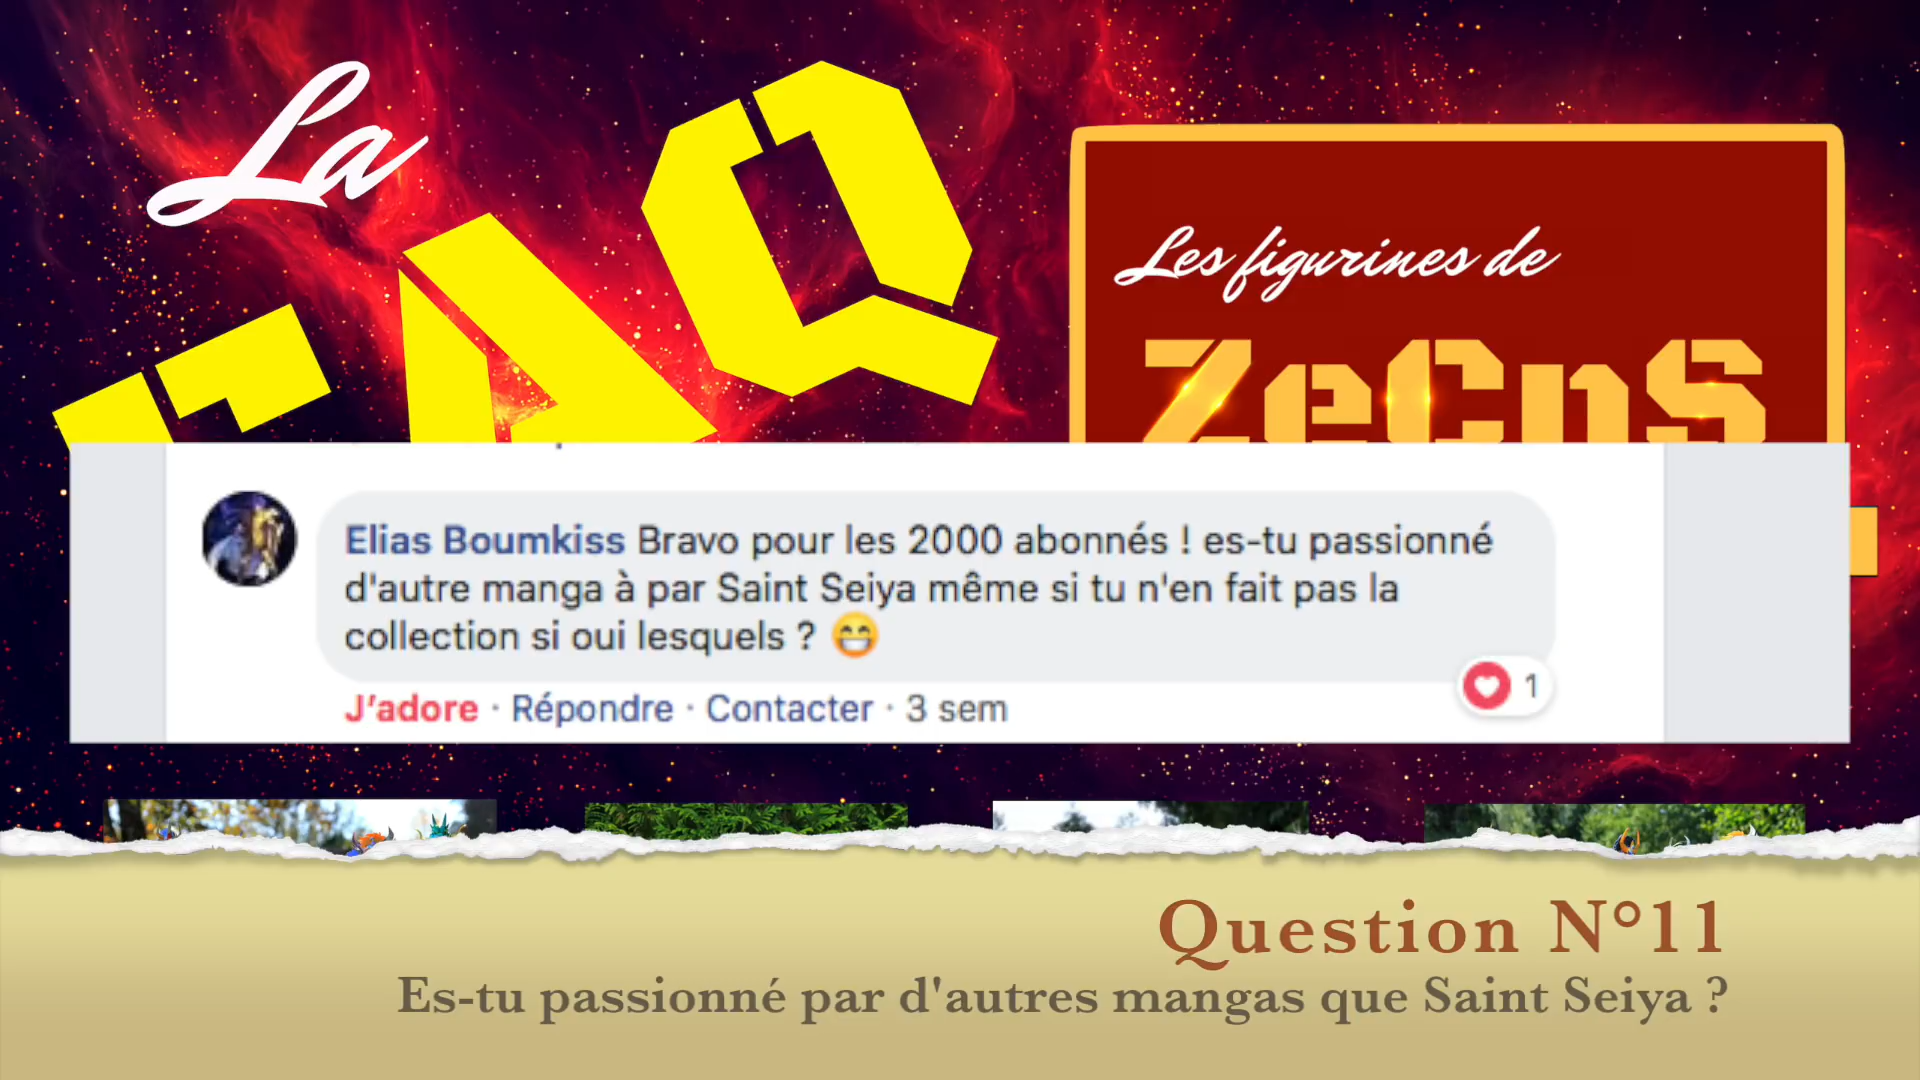 La
FAQ
Les figurines de
ZeCnS
Elias Boumkiss Bravo pour les 2000 abonnés ! es-tu passionné
d'autre manga à par Saint Seiya même si tu n'en fait pas la
collection si oui lesquels ? 😁
J'adore · Répondre · Contacter · 3 sem
1
Question N°11
Es-tu passionné par d'autres mangas que Saint Seiya ?